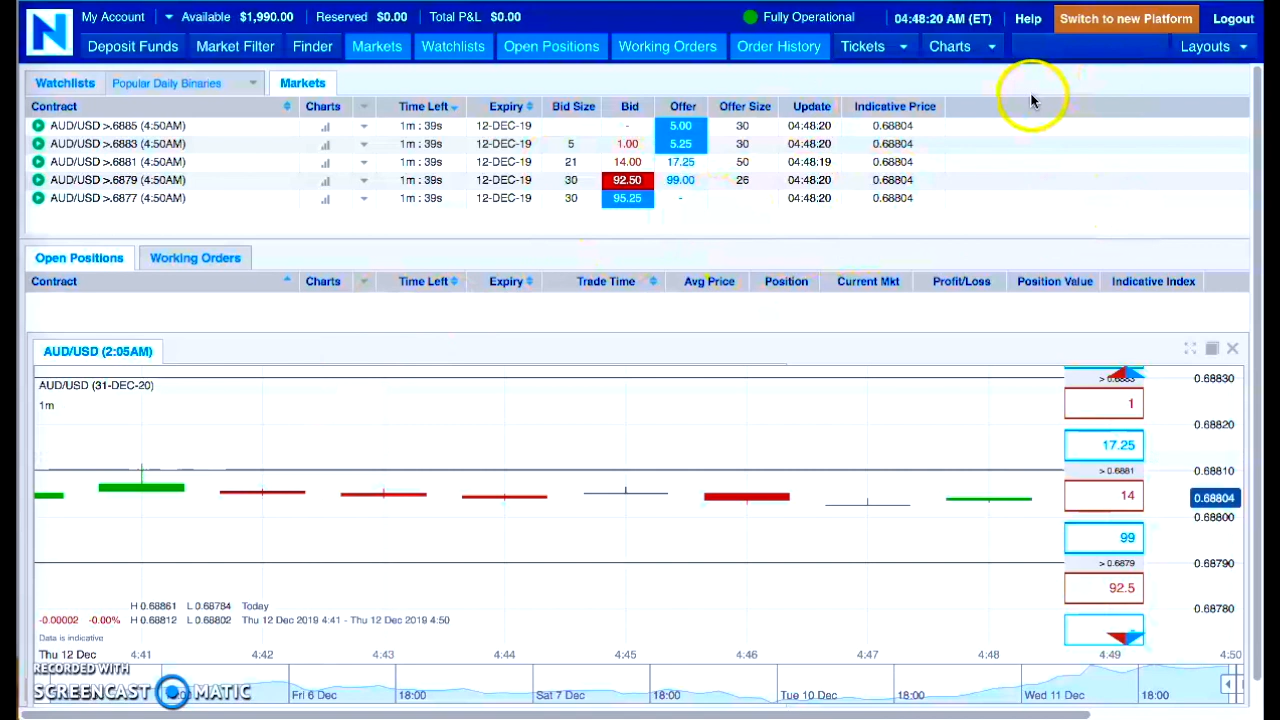 My Account Available $1,990.00 Reserved $0.00 Total P&L $0.00 Fully Operational 04:48:20 AM (ET) Help Switch to new Platform Logout
N
Deposit Funds Market Filter Finder Markets Watchlists Open Positions Working Orders Order History Tickets Charts Layouts
Watchlists Popular Daily Binaries Markets
Contract Charts Time Left Expiry Bid Size Bid Offer Offer Size Update Indicative Price
AUD/USD >.6885 (4:50AM) 1m : 39s 12-DEC-19 - 5.00 30 04:48:20 0.68804
AUD/USD >.6883 (4:50AM) 1m : 39s 12-DEC-19 5 1.00 5.25 30 04:48:20 0.68804
AUD/USD >.6881 (4:50AM) 1m : 39s 12-DEC-19 21 14.00 17.25 50 04:48:19 0.68804
AUD/USD >.6879 (4:50AM) 1m : 39s 12-DEC-19 30 92.50 99.00 26 04:48:20 0.68804
AUD/USD >.6877 (4:50AM) 1m : 39s 12-DEC-19 30 95.25 - 04:48:20 0.68804
Open Positions Working Orders
Contract Charts Time Left Expiry Trade Time Avg Price Position Current Mkt Profit/Loss Position Value Indicative Index
AUD/USD (2:05AM)
AUD/USD (31-DEC-20) > 0.6883 0.68830
1m 1
0.68820
17.25
> 0.6881 0.68810
14 0.68804
0.68800
99
> 0.6879 0.68790
92.5
H 0.68861 L 0.68784 Today 0.68780
-0.00002 -0.00% H 0.68812 L 0.68802 Thu 12 Dec 2019 4:41 - Thu 12 Dec 2019 4:50
Data is indicative
Thu 12 Dec 4:41 4:42 4:43 4:44 4:45 4:46 4:47 4:48 4:49 4:50
RECORDED WITH
SCREENCAST MATIC
Fri 6 Dec 18:00 Sat 7 Dec 18:00 Tue 10 Dec 18:00 Wed 11 Dec 18:00